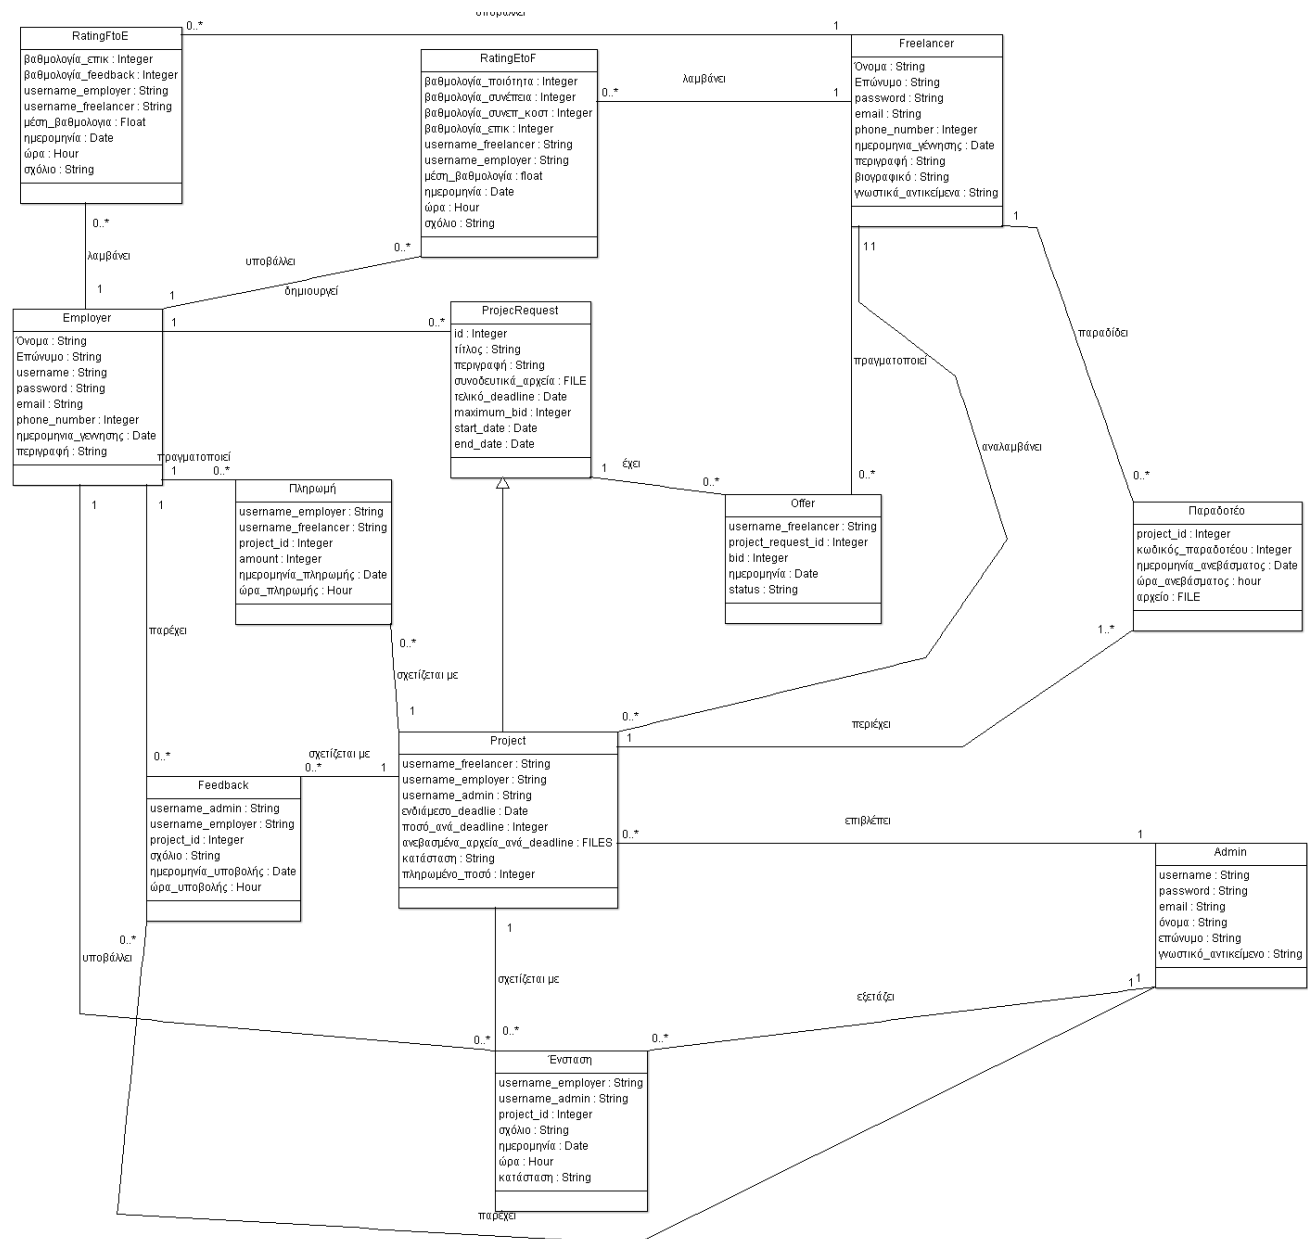 υποβάλλει
0..*
1
RatingFtoE
βαθμολογία_επικ : Integer
βαθμολογία_feedback : Integer
username_employer : String
username_freelancer : String
μέση_βαθμολογια : Float
ημερομηνία : Date
ώρα : Hour
σχόλιο : String
RatingEtoF
βαθμολογία_ποιότητα : Integer
βαθμολογία_συνέπεια : Integer
βαθμολογία_συνεπ_κοστ : Integer
βαθμολογία_επικ : Integer
username_freelancer : String
username_employer : String
μέση_βαθμολογία : float
ημερομηνία : Date
ώρα : Hour
σχόλιο : String
λαμβάνει
0..*
1
Freelancer
Όνομα : String
Επώνυμο : String
password : String
email : String
phone_number : Integer
ημερομηνια_γέννησης : Date
περιγραφή : String
βιογραφικό : String
γνωστικά_αντικείμενα : String
0..*
λαμβάνει
1
0..*
υποβάλλει
1
δημιουργεί
1
0..*
1
11
παραδίδει
πραγματοποιεί
αναλαμβάνει
Employer
Όνομα : String
Επώνυμο : String
username : String
password : String
email : String
phone_number : Integer
ημερομηνια_γεννησης : Date
περιγραφή : String
ProjecRequest
id : Integer
τίτλος : String
περιγραφή : String
συνοδευτικά_αρχεία : FILE
τελικό_deadline : Date
maximum_bid : Integer
start_date : Date
end_date : Date
πραγματοποιεί
1
0..*
1
έχει
0..*
0..*
0..*
1
1
Πληρωμή
username_employer : String
username_freelancer : String
project_id : Integer
amount : Integer
ημερομηνία_πληρωμής : Date
ώρα_πληρωμής : Hour
Offer
username_freelancer : String
project_request_id : Integer
bid : Integer
ημερομηνία : Date
status : String
Παραδοτέο
project_id : Integer
κωδικός_παραδοτέου : Integer
ημερομηνία_ανεβάσματος : Date
ώρα_ανεβάσματος : hour
αρχείο : FILE
παρέχει
0..*
1..*
σχετίζεται με
1
0..*
1
περιέχει
0..*
σχετίζεται με
0..*
1
Project
username_freelancer : String
username_employer : String
username_admin : String
ενδιάμεσο_deadlie : Date
ποσό_ανά_deadline : Integer
ανεβασμένα_αρχεία_ανά_deadline : FILES
κατάσταση : String
πληρωμένο_ποσό : Integer
Feedback
username_admin : String
username_employer : String
project_id : Integer
σχόλιο : String
ημερομηνία_υποβολής : Date
ώρα_υποβολής : Hour
0..*
επιβλέπει
1
Admin
username : String
password : String
email : String
όνομα : String
επώνυμο : String
γνωστικό_αντικείμενο : String
0..*
υποβάλλει
1
σχετίζεται με
εξετάζει
1
1
0..*
0..*
0..*
Ένσταση
username_employer : String
username_admin : String
project_id : Integer
σχόλιο : String
ημερομηνία : Date
ώρα : Hour
κατάσταση : String
παρέχει